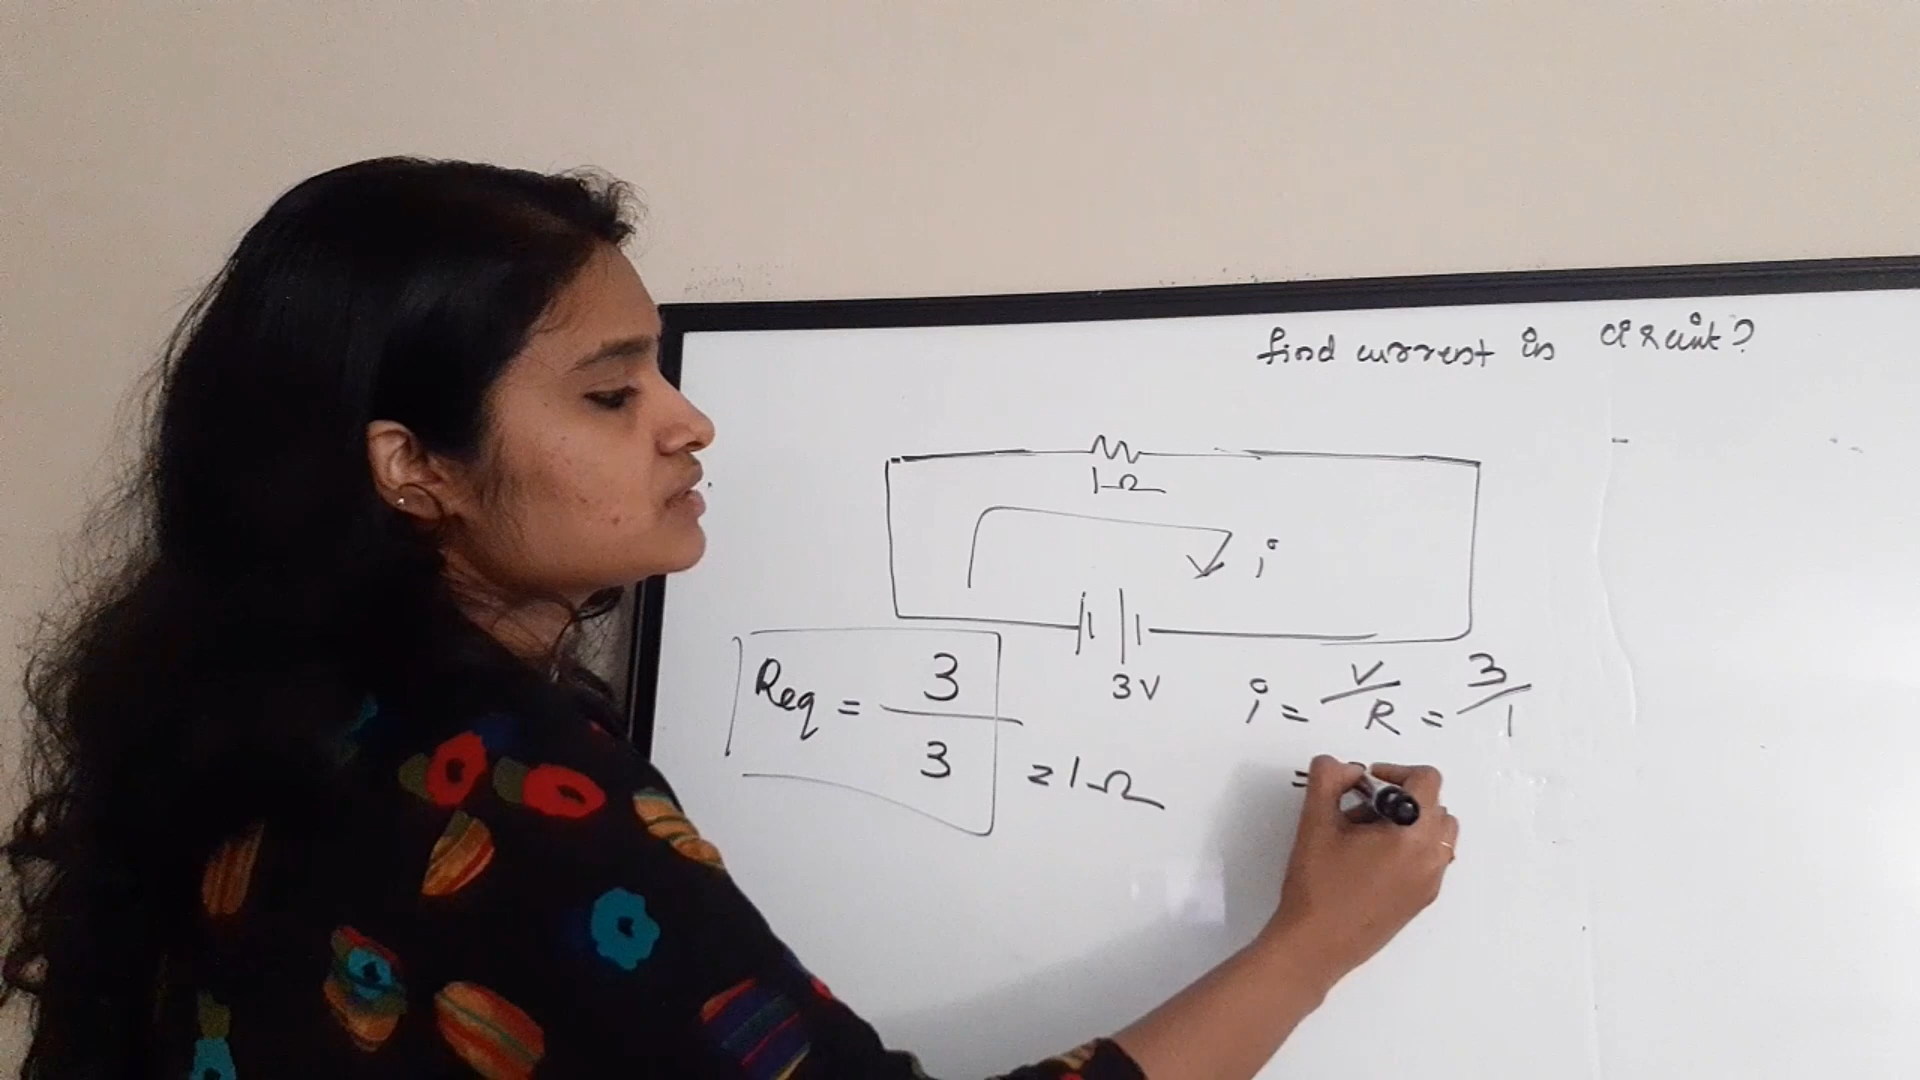 find current in circuit?
1Ω
i
3V
Req = 3/3 = 1Ω
i = V/R = 3/1
=